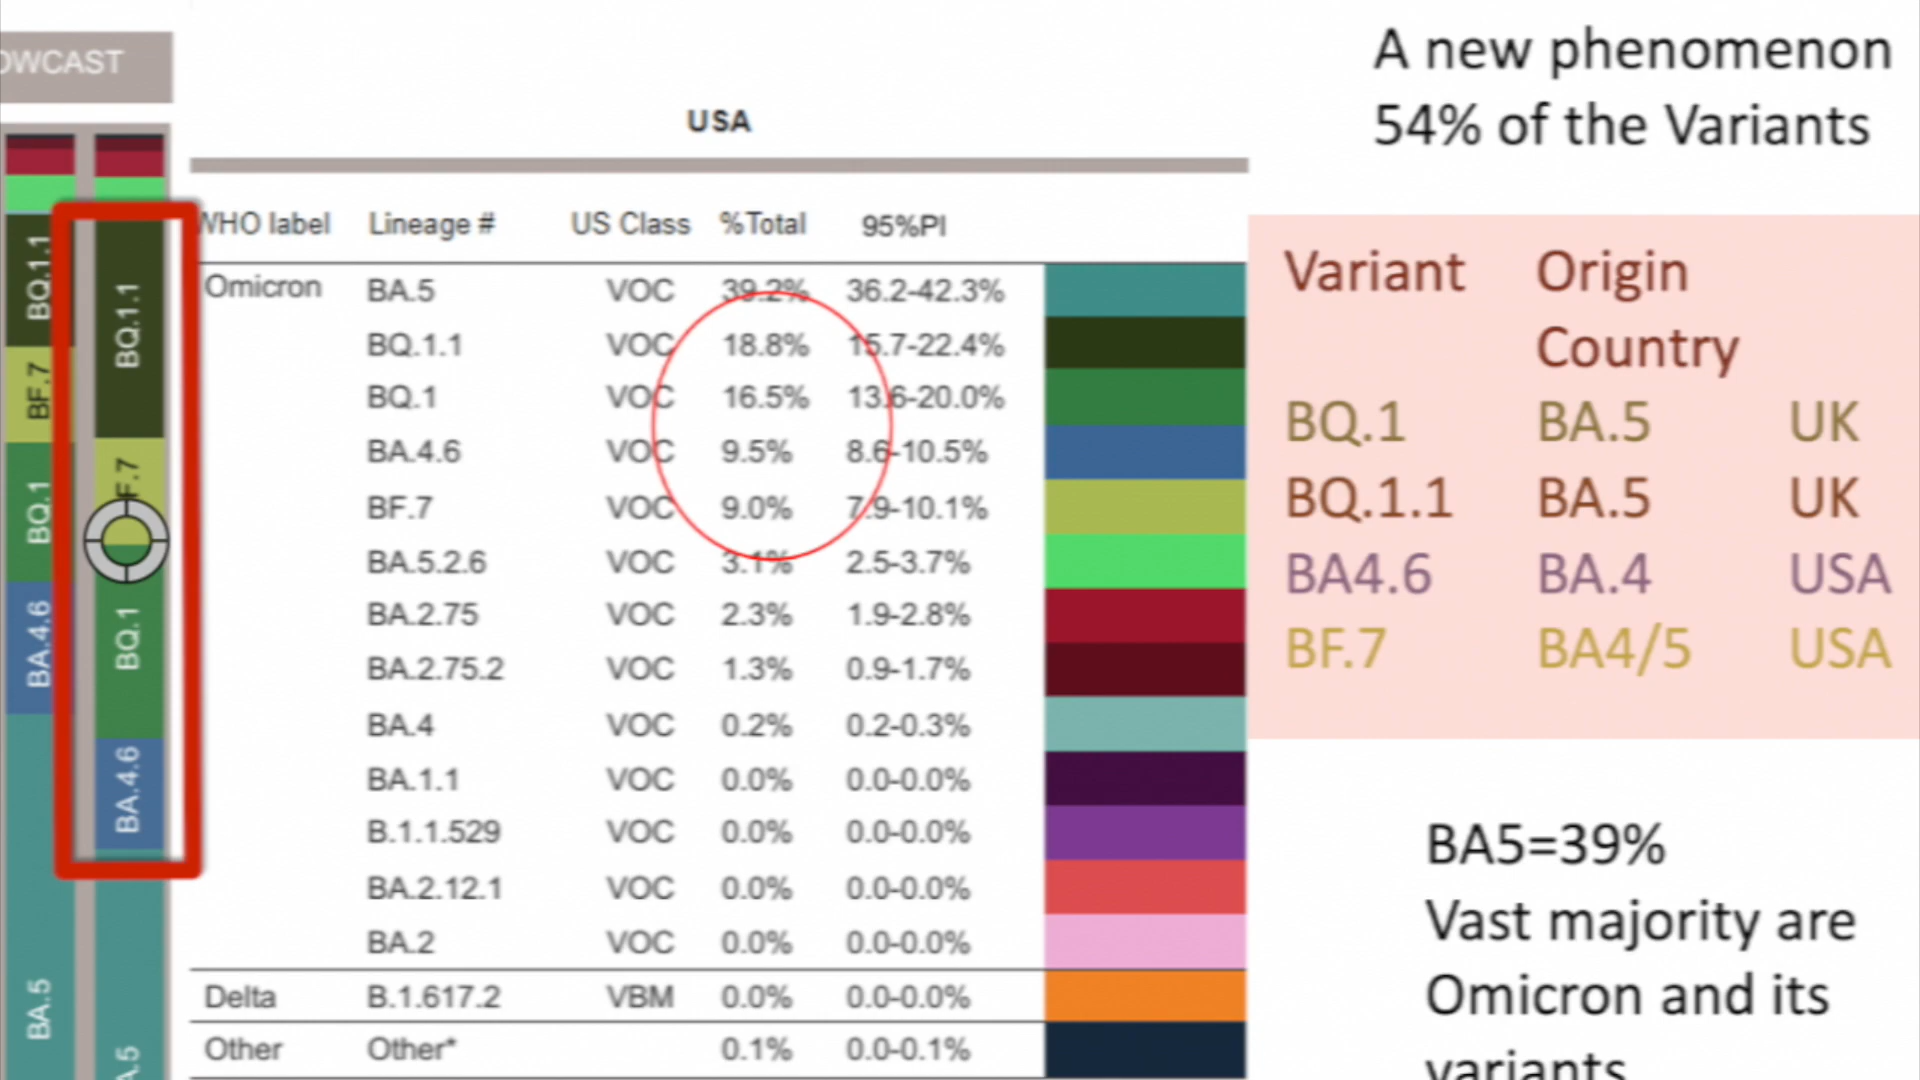 OWCAST
BQ.1.1
BF.7
BQ.1
BA.4.6
BA.5
BQ.1.1
F.7
BQ.1
BA.4.6
A.5
USA
WHO label Lineage # US Class %Total 95%PI
Omicron BA.5 VOC 39.2% 36.2-42.3%
BQ.1.1 VOC 18.8% 15.7-22.4%
BQ.1 VOC 16.5% 13.6-20.0%
BA.4.6 VOC 9.5% 8.6-10.5%
BF.7 VOC 9.0% 7.9-10.1%
BA.5.2.6 VOC 3.1% 2.5-3.7%
BA.2.75 VOC 2.3% 1.9-2.8%
BA.2.75.2 VOC 1.3% 0.9-1.7%
BA.4 VOC 0.2% 0.2-0.3%
BA.1.1 VOC 0.0% 0.0-0.0%
B.1.1.529 VOC 0.0% 0.0-0.0%
BA.2.12.1 VOC 0.0% 0.0-0.0%
BA.2 VOC 0.0% 0.0-0.0%
Delta B.1.617.2 VBM 0.0% 0.0-0.0%
Other Other* 0.1% 0.0-0.1%
A new phenomenon
54% of the Variants
Variant Origin
Country
BQ.1 BA.5 UK
BQ.1.1 BA.5 UK
BA4.6 BA.4 USA
BF.7 BA4/5 USA
BA5=39%
Vast majority are
Omicron and its
variants